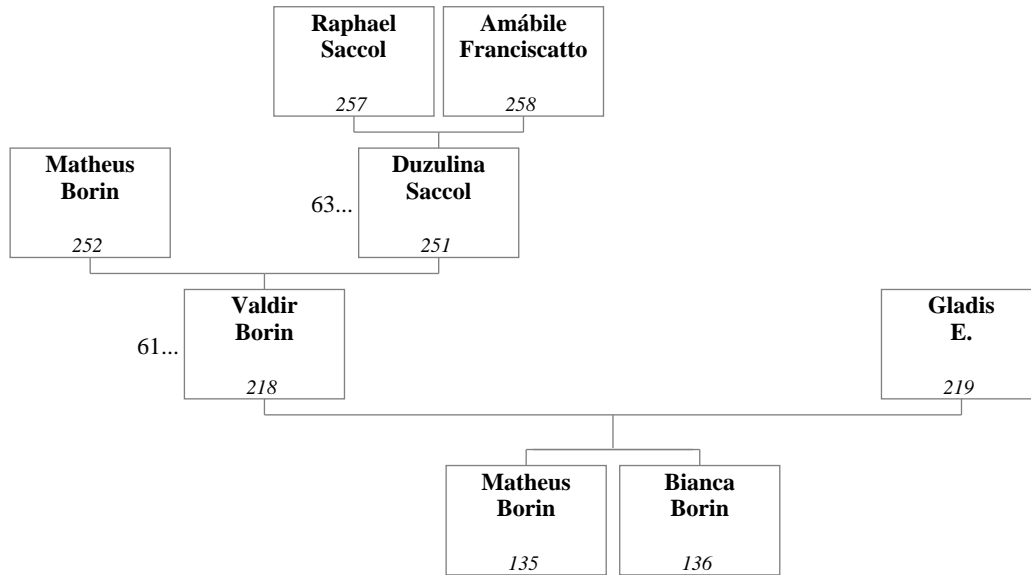 Raphael
Saccol
257
Amábile
Franciscatto
258
Matheus
Borin
252
63...
Duzulina
Saccol
251
61...
Valdir
Borin
218
Gladis
E.
219
Matheus
Borin
135
Bianca
Borin
136